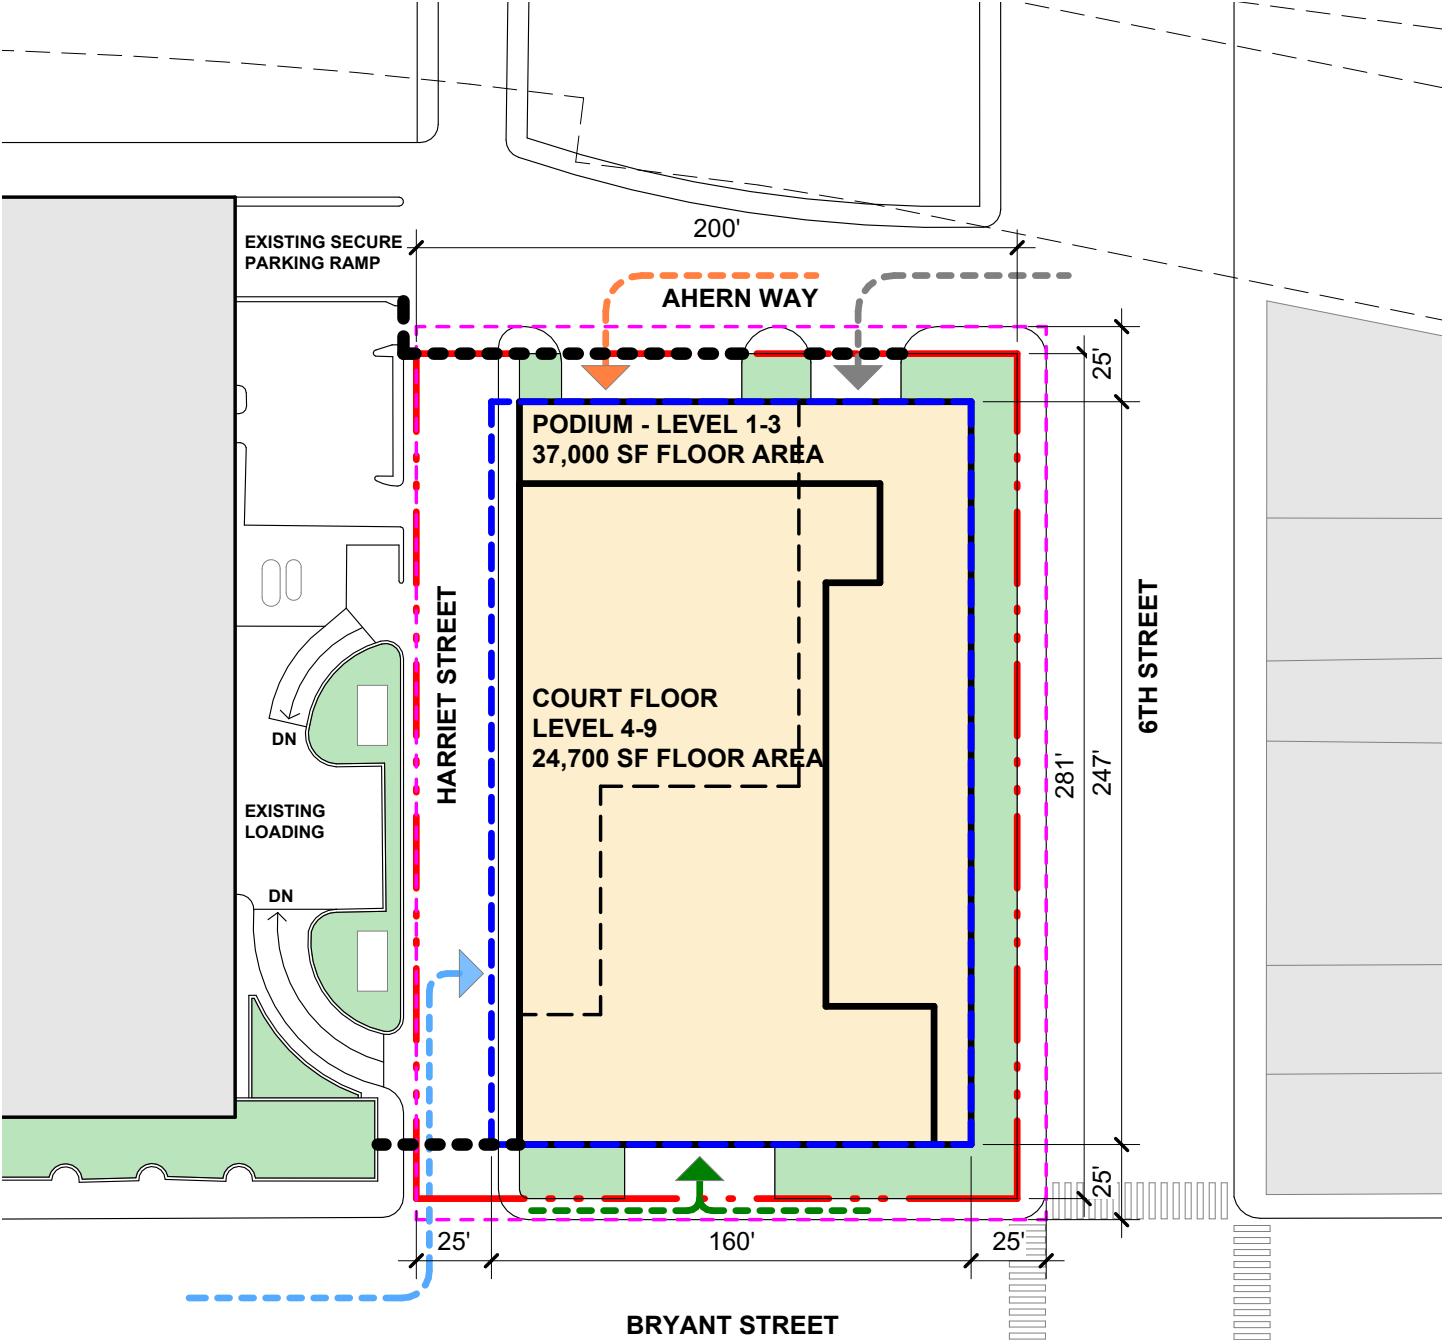 200'
EXISTING SECURE
PARKING RAMP
AHERN WAY
25'
PODIUM - LEVEL 1-3
37,000 SF FLOOR AREA
HARRIET STREET
6TH STREET
COURT FLOOR
LEVEL 4-9
24,700 SF FLOOR AREA
DN
281'
247'
EXISTING
LOADING
DN
25'
25'
160'
25'
BRYANT STREET